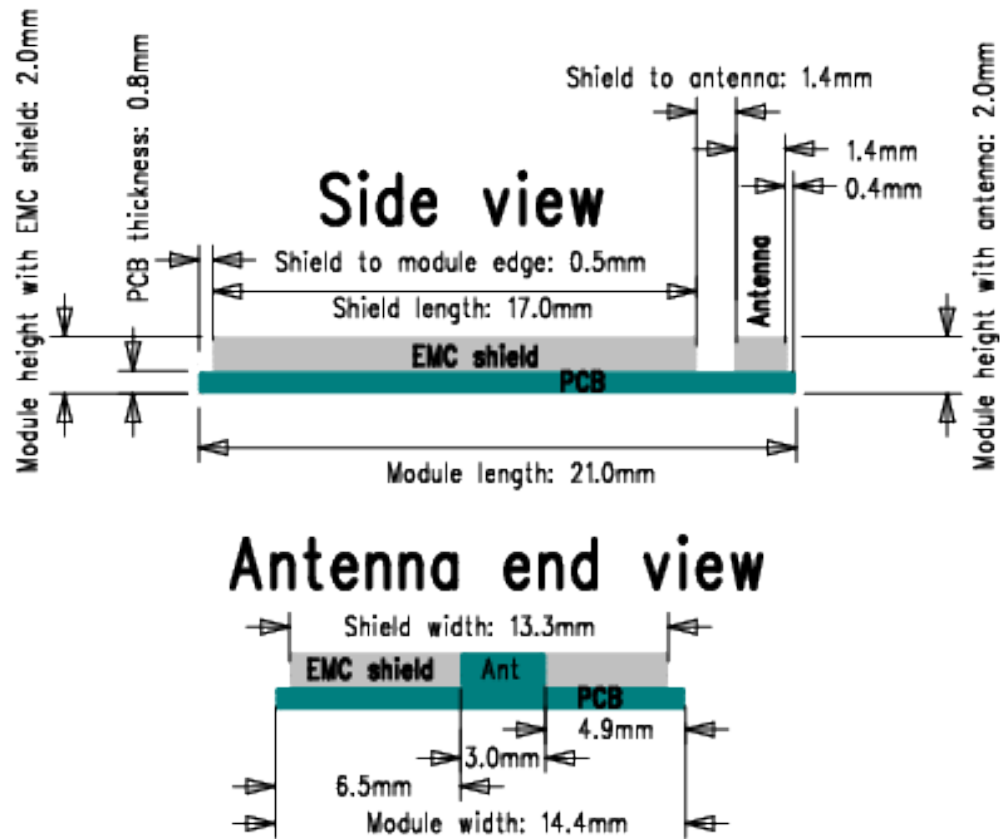 Module height with EMC shield: 2.0mm
PCB thickness: 0.8mm
Shield to antenna: 1.4mm
1.4mm
0.4mm
Side view
Shield to module edge: 0.5mm
Shield length: 17.0mm
Antenna
Module height with antenna: 2.0mm
EMC shield
PCB
Module length: 21.0mm
Antenna end view
Shield width: 13.3mm
EMC shield
Ant
PCB
4.9mm
3.0mm
6.5mm
Module width: 14.4mm